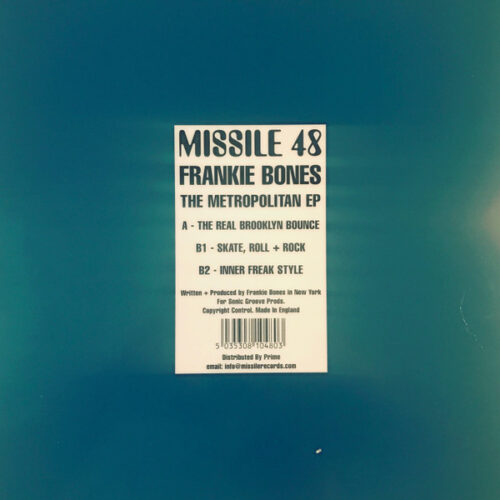 MISSILE 48
FRANKIE BONES
THE METROPOLITAN EP
A - THE REAL BROOKLYN BOUNCE
B1 - SKATE, ROLL + ROCK
B2 - INNER FREAK STYLE
Written + Produced by Frankie Bones in New York
For Sonic Groove Prods.
Copyright Control. Made In England
5 035308 104803
Distributed By Prime
email: info@missilerecords.com